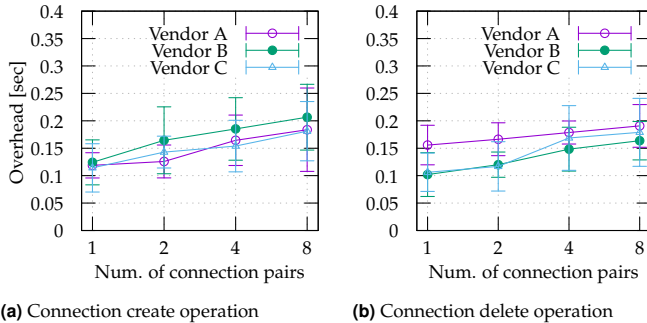 0.4
0.35
0.3
0.25
0.2
0.15
0.1
0.05
0
Overhead [sec]
Vendor A
Vendor B
Vendor C
1 2 4 8
Num. of connection pairs
(a) Connection create operation
0.4
0.35
0.3
0.25
0.2
0.15
0.1
0.05
0
Vendor A
Vendor B
Vendor C
1 2 4 8
Num. of connection pairs
(b) Connection delete operation